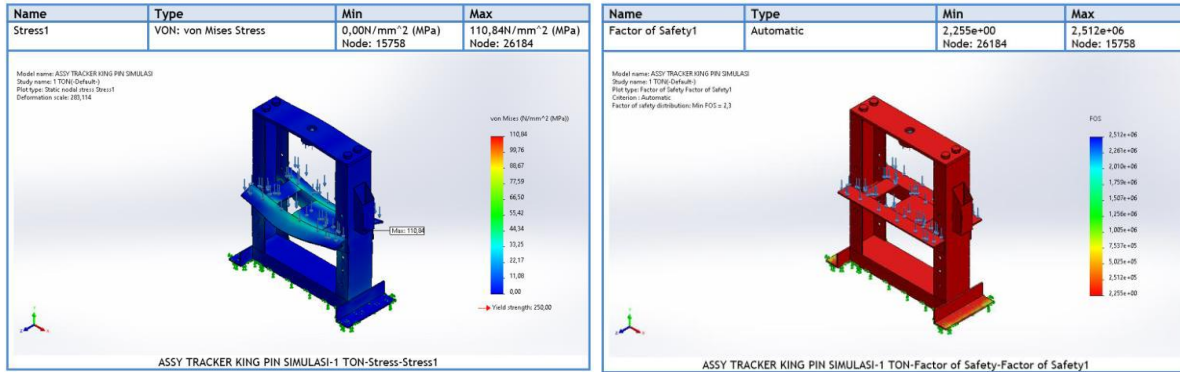 Name Type Min Max
Stress1 VON: von Mises Stress 0,00N/mm^2 (MPa) 110,84N/mm^2 (MPa)
Node: 15758 Node: 26184
Model name: ASSY TRACKER KING PIN SIMULASI
Study name: 1 TON(-Default-)
Plot type: Static nodal stress Stress1
Deformation scale: 283,114
von Mises (N/mm^2 (MPa))
110,84
99,76
88,67
77,59
66,50
55,42
44,34
33,25
22,17
11,08
0,00
Yield strength: 250,00
Max: 110,84
ASSY TRACKER KING PIN SIMULASI-1 TON-Stress-Stress1
Name Type Min Max
Factor of Safety1 Automatic 2,255e+00 2,512e+06
Node: 26184 Node: 15758
Model name: ASSY TRACKER KING PIN SIMULASI
Study name: 1 TON(-Default-)
Plot type: Factor of Safety Factor of Safety1
Criterion : Automatic
Factor of safety distribution: Min FOS = 2,3
FOS
2,512e+06
2,261e+06
2,010e+06
1,759e+06
1,507e+06
1,256e+06
1,005e+06
7,537e+05
5,025e+05
2,512e+05
2,255e+00
ASSY TRACKER KING PIN SIMULASI-1 TON-Factor of Safety-Factor of Safety1